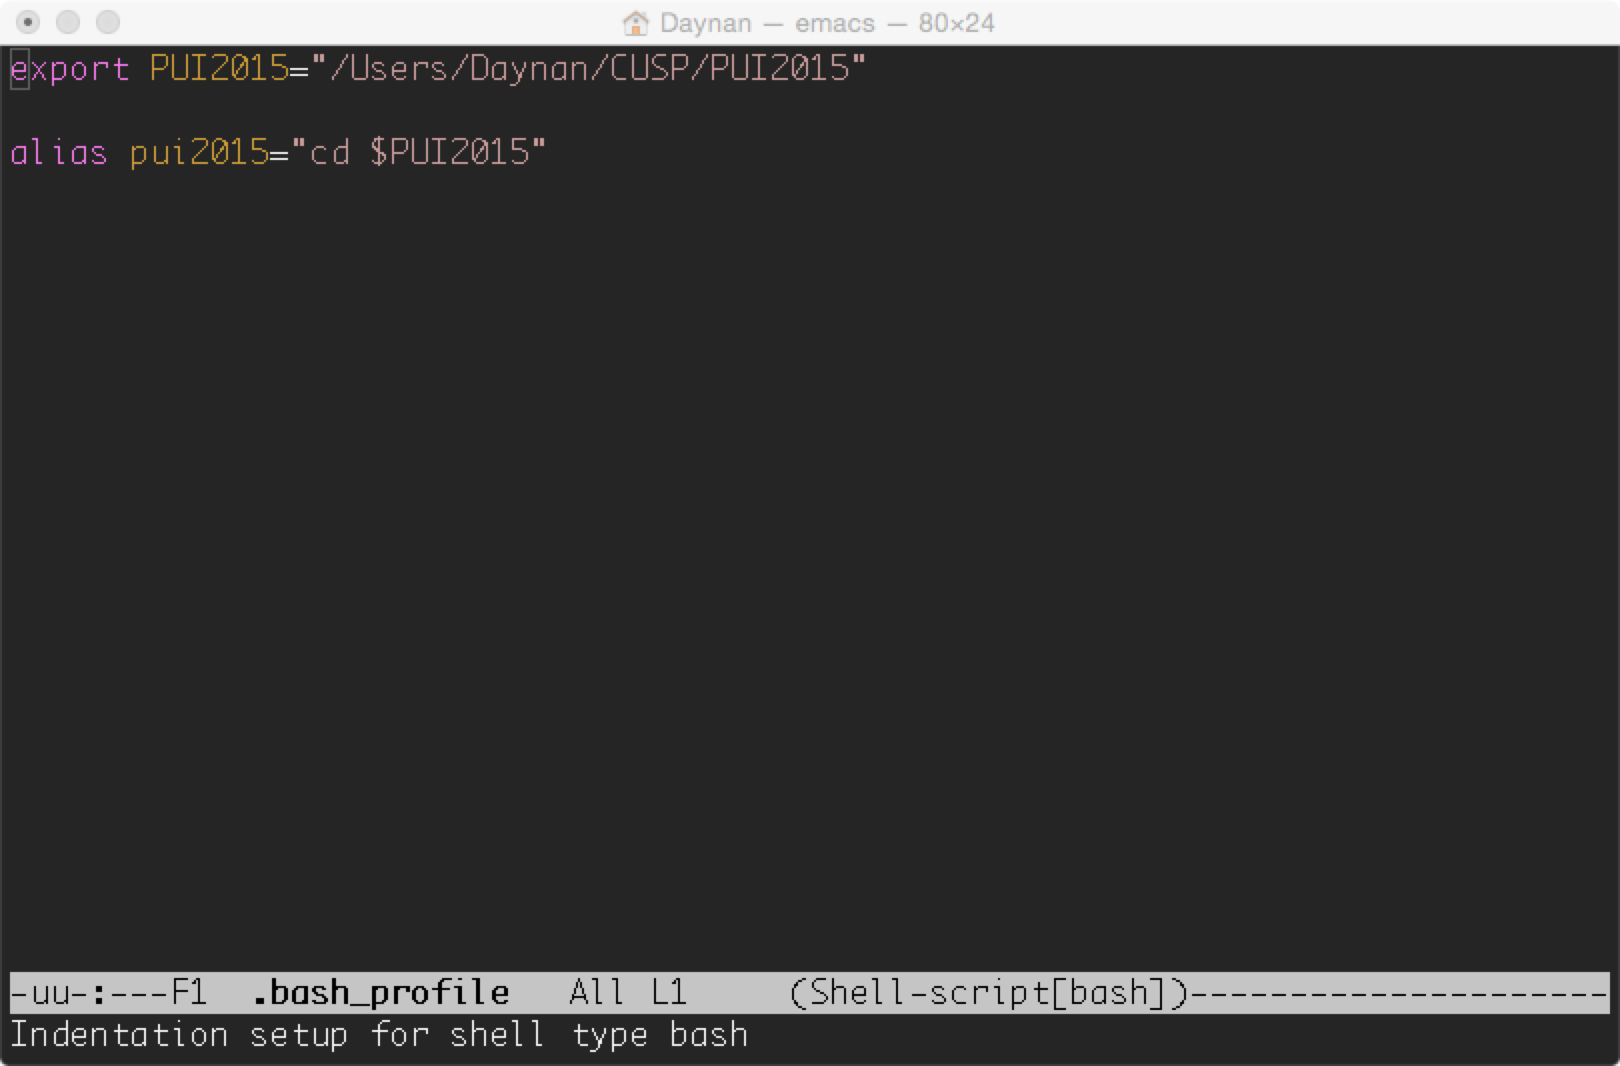 Daynan — emacs — 80×24
export PUI2015="/Users/Daynan/CUSP/PUI2015"
alias pui2015="cd $PUI2015"
-uu-:---F1  .bash_profile   All L1     (Shell-script[bash])---------------------
Indentation setup for shell type bash